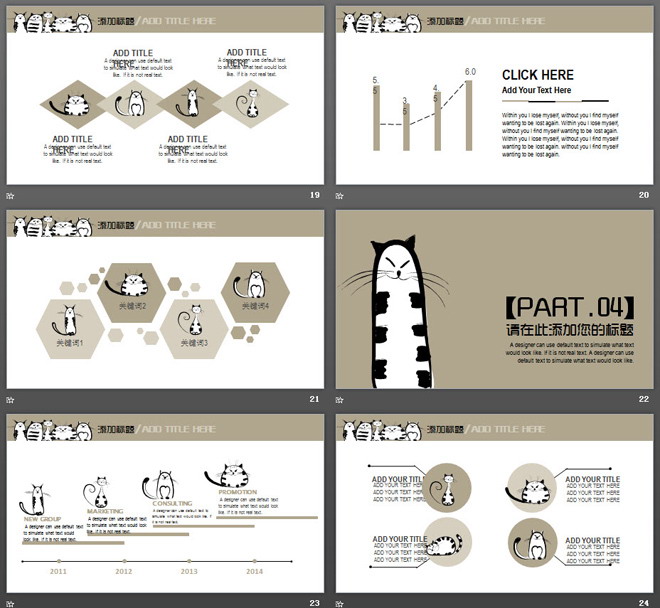 添加标题/ADD TITLE HERE
ADD TITLE HERE
A designer can use default text to simulate what text would look like. If it is not real text.
ADD TITLE HERE
A designer can use default text to simulate what text would look like. If it is not real text.
ADD TITLE HERE
A designer can use default text to simulate what text would look like. If it is not real text.
ADD TITLE HERE
A designer can use default text to simulate what text would look like. If it is not real text.
19
添加标题/ADD TITLE HERE
5.5
3.5
4.5
6.0
CLICK HERE
Add Your Text Here
Within you I lose myself, without you I find myself
wanting to be lost again. Within you I lose myself,
without you I find myself wanting to be lost again.
Within you I lose myself, without you I find myself
wanting to be lost again.
20
添加标题/ADD TITLE HERE
关键词1
关键词2
关键词3
关键词4
21
【PART.04】
请在此添加您的标题
A designer can use default text to simulate what text
would look like. If it is not real text. A designer can
use default text to simulate what text would look like.
22
添加标题/ADD TITLE HERE
NEW GROUP
A designer can use default text to simulate what text would look like. If it is not real text.
MARKETING
A designer can use default text to simulate what text would look like. If it is not real text.
CONSULTING
A designer can use default text to simulate what text would look like. If it is not real text.
PROMOTION
A designer can use default text to simulate what text would look like. If it is not real text.
2011
2012
2013
2014
23
添加标题/ADD TITLE HERE
ADD YOUR TITLE
ADD YOUR TEXT HERE
ADD YOUR TEXT HERE
ADD YOUR TEXT HERE
ADD YOUR TITLE
ADD YOUR TEXT HERE
ADD YOUR TEXT HERE
ADD YOUR TEXT HERE
ADD YOUR TITLE
ADD YOUR TEXT HERE
ADD YOUR TEXT HERE
ADD YOUR TEXT HERE
ADD YOUR TITLE
ADD YOUR TEXT HERE
ADD YOUR TEXT HERE
ADD YOUR TEXT HERE
24